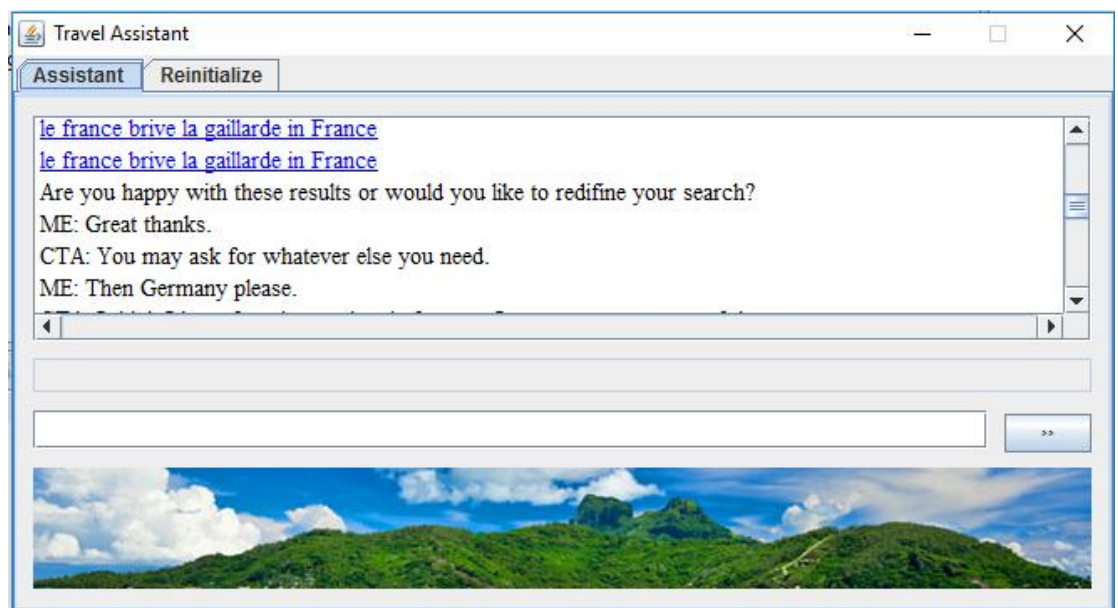 Travel Assistant
Assistant
Reinitialize
le france brive la gaillarde in France
le france brive la gaillarde in France
Are you happy with these results or would you like to redifine your search?
ME: Great thanks.
CTA: You may ask for whatever else you need.
ME: Then Germany please.
>>